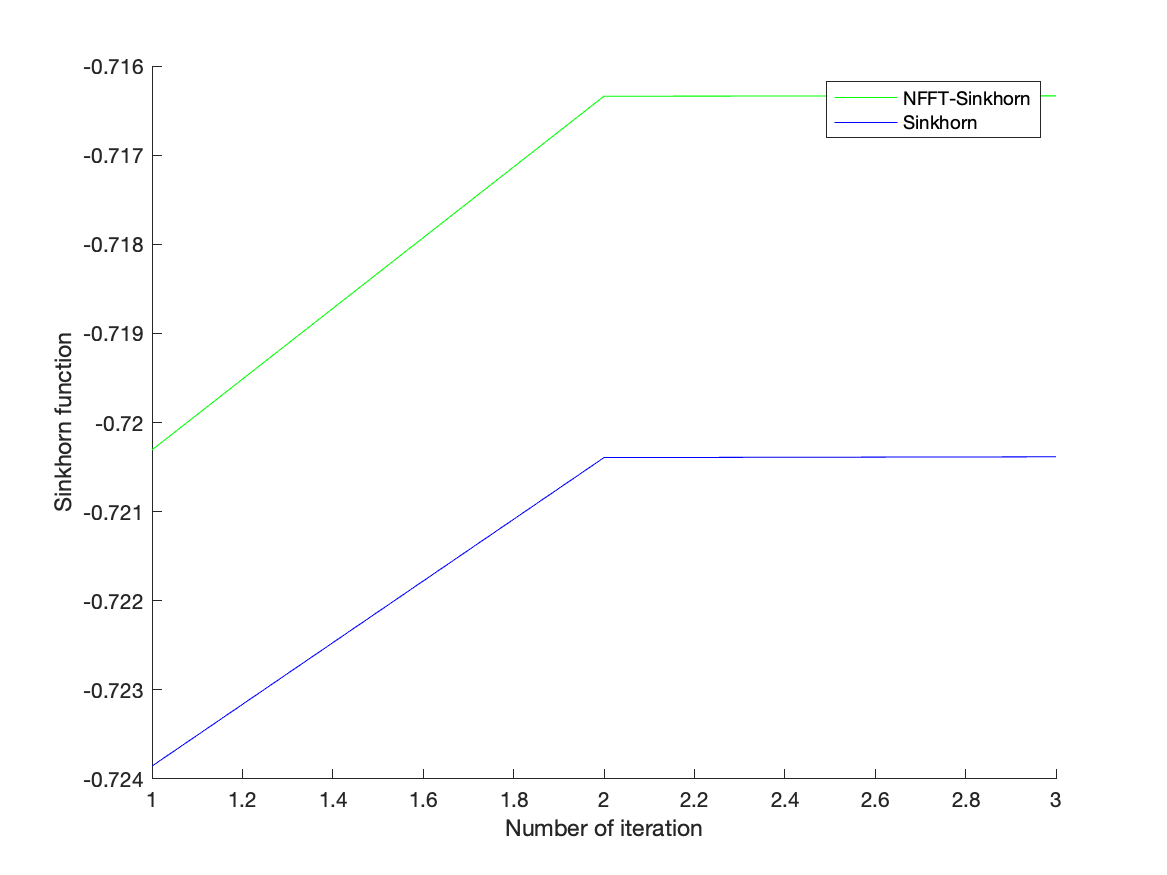 -0.716
NFFT-Sinkhorn
Sinkhorn
-0.717
-0.718
-0.719
-0.72
-0.721
-0.722
-0.723
-0.724
Sinkhorn function
1 1.2 1.4 1.6 1.8 2 2.2 2.4 2.6 2.8 3
Number of iteration